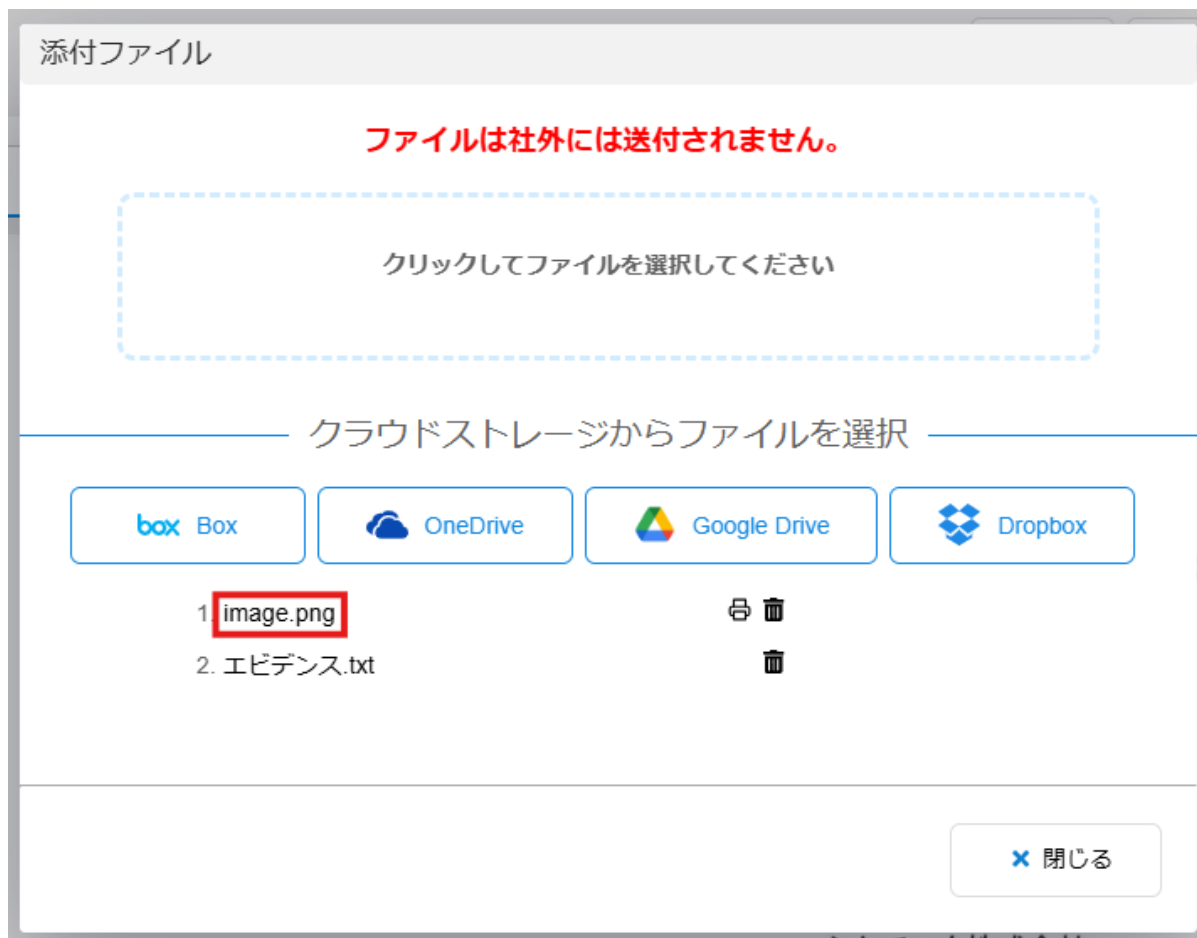 添付ファイル
ファイルは社外には送付されません。
クリックしてファイルを選択してください
クラウドストレージからファイルを選択
box Box OneDrive Google Drive Dropbox
1. image.png
2. エビデンス.txt
× 閉じる